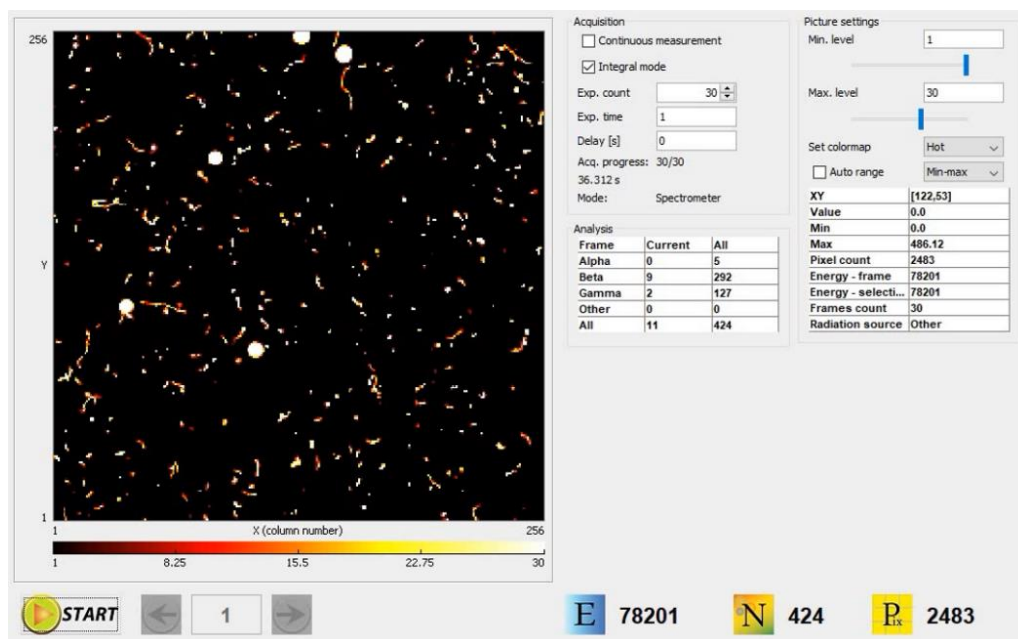 256
Y
1
1
X (column number)
256
1
8.25
15.5
22.75
30
START
1
Acquisition
Continuous measurement
Integral mode
Exp. count 30
Exp. time 1
Delay [s] 0
Acq. progress: 30/30
36.312 s
Mode: Spectrometer
Analysis
Frame Current All
Alpha 0 5
Beta 9 292
Gamma 2 127
Other 0 0
All 11 424
Picture settings
Min. level 1
Max. level 30
Set colormap Hot
Auto range Min-max
XY [122,53]
Value 0.0
Min 0.0
Max 486.12
Pixel count 2483
Energy - frame 78201
Energy - selecti... 78201
Frames count 30
Radiation source Other
E 78201
N 424
Pix 2483